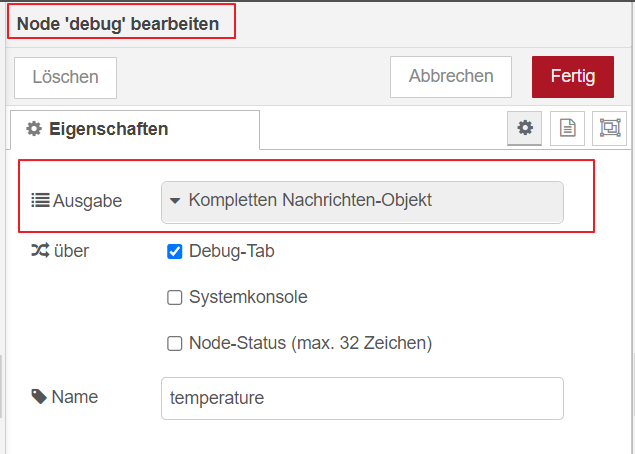 Node 'debug' bearbeiten
Löschen
Abbrechen
Fertig
Eigenschaften
Ausgabe
Kompletten Nachrichten-Objekt
über
Debug-Tab
Systemkonsole
Node-Status (max. 32 Zeichen)
Name
temperature